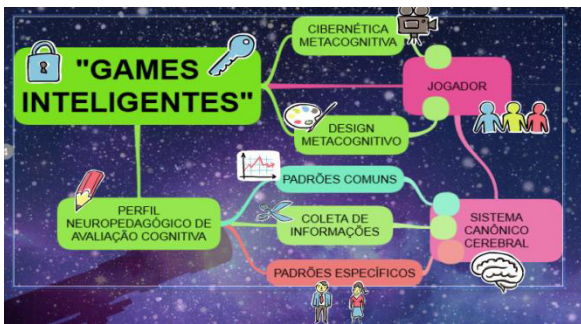 "GAMES
INTELIGENTES"
CIBERNÉTICA
METACOGNITIVA
JOGADOR
DESIGN
METACOGNITIVO
PERFIL
NEUROPEDAGÓGICO DE
AVALIAÇÃO COGNITIVA
PADRÕES COMUNS
COLETA DE
INFORMAÇÕES
PADRÕES ESPECÍFICOS
SISTEMA
CANÔNICO
CEREBRAL